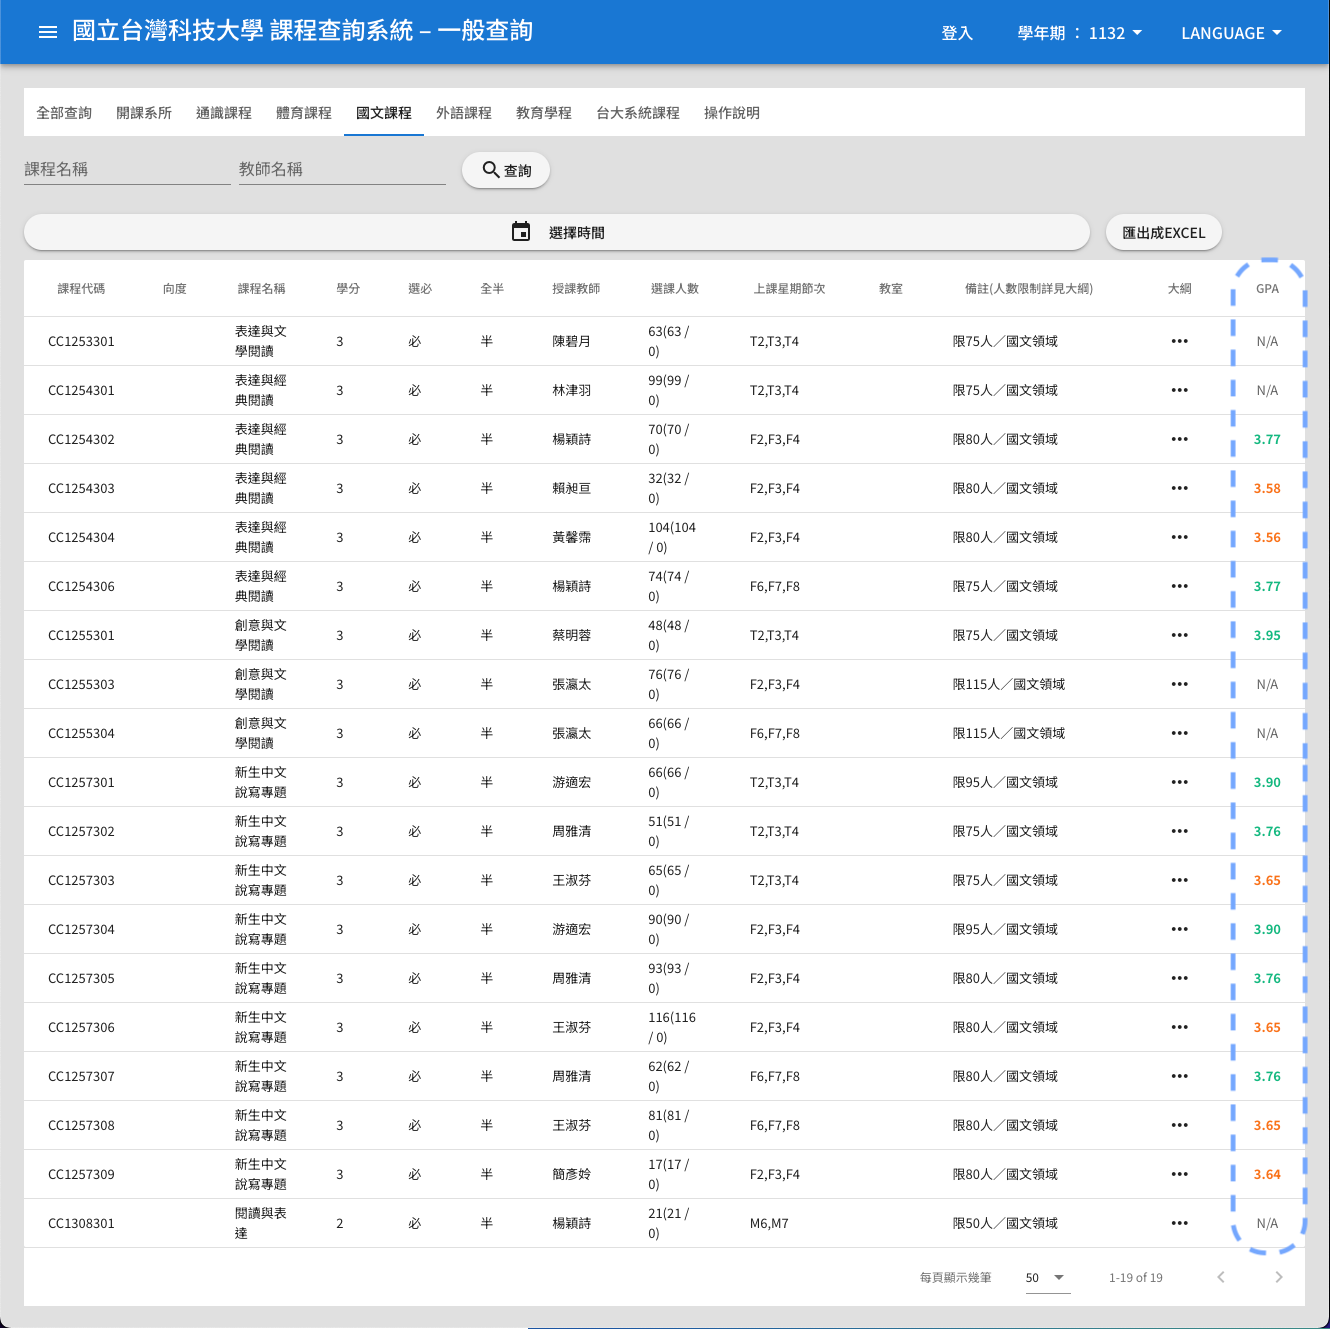 國立台灣科技大學 課程查詢系統 – 一般查詢
登入
學年期 ： 1132
LANGUAGE
全部查詢 開課系所 通識課程 體育課程 國文課程 外語課程 教育學程 台大系統課程 操作說明
課程名稱 教師名稱 查詢
選擇時間 匯出成EXCEL
課程代碼 向度 課程名稱 學分 選必 全半 授課教師 選課人數 上課星期節次 教室 備註(人數限制詳見大綱) 大綱 GPA
CC1253301 表達與文學閱讀 3 必 半 陳碧月 63(63 / 0) T2,T3,T4 限75人／國文領域 ••• N/A
CC1254301 表達與經典閱讀 3 必 半 林津羽 99(99 / 0) T2,T3,T4 限75人／國文領域 ••• N/A
CC1254302 表達與經典閱讀 3 必 半 楊穎詩 70(70 / 0) F2,F3,F4 限80人／國文領域 ••• 3.77
CC1254303 表達與經典閱讀 3 必 半 賴昶亘 32(32 / 0) F2,F3,F4 限80人／國文領域 ••• 3.58
CC1254304 表達與經典閱讀 3 必 半 黃馨霈 104(104 / 0) F2,F3,F4 限80人／國文領域 ••• 3.56
CC1254306 表達與經典閱讀 3 必 半 楊穎詩 74(74 / 0) F6,F7,F8 限75人／國文領域 ••• 3.77
CC1255301 創意與文學閱讀 3 必 半 蔡明蓉 48(48 / 0) T2,T3,T4 限75人／國文領域 ••• 3.95
CC1255303 創意與文學閱讀 3 必 半 張瀛太 76(76 / 0) F2,F3,F4 限115人／國文領域 ••• N/A
CC1255304 創意與文學閱讀 3 必 半 張瀛太 66(66 / 0) F6,F7,F8 限115人／國文領域 ••• N/A
CC1257301 新生中文說寫專題 3 必 半 游適宏 66(66 / 0) T2,T3,T4 限95人／國文領域 ••• 3.90
CC1257302 新生中文說寫專題 3 必 半 周雅清 51(51 / 0) T2,T3,T4 限75人／國文領域 ••• 3.76
CC1257303 新生中文說寫專題 3 必 半 王淑芬 65(65 / 0) T2,T3,T4 限75人／國文領域 ••• 3.65
CC1257304 新生中文說寫專題 3 必 半 游適宏 90(90 / 0) F2,F3,F4 限95人／國文領域 ••• 3.90
CC1257305 新生中文說寫專題 3 必 半 周雅清 93(93 / 0) F2,F3,F4 限80人／國文領域 ••• 3.76
CC1257306 新生中文說寫專題 3 必 半 王淑芬 116(116 / 0) F2,F3,F4 限80人／國文領域 ••• 3.65
CC1257307 新生中文說寫專題 3 必 半 周雅清 62(62 / 0) F6,F7,F8 限80人／國文領域 ••• 3.76
CC1257308 新生中文說寫專題 3 必 半 王淑芬 81(81 / 0) F6,F7,F8 限80人／國文領域 ••• 3.65
CC1257309 新生中文說寫專題 3 必 半 簡彥姈 17(17 / 0) F2,F3,F4 限80人／國文領域 ••• 3.64
CC1308301 閱讀與表達 2 必 半 楊穎詩 21(21 / 0) M6,M7 限50人／國文領域 ••• N/A
每頁顯示幾筆 50 1-19 of 19